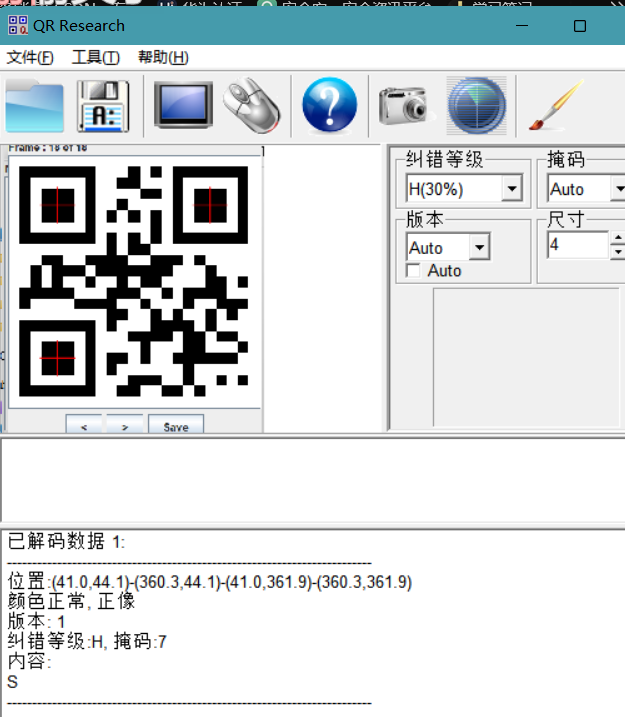 QR Research
文件(F) 工具(T) 帮助(H)
Frame : 18 of 18
纠错等级 掩码
H(30%) Auto
版本 尺寸
Auto 4
Auto
< > Save
已解码数据 1:
位置:(41.0,44.1)-(360.3,44.1)-(41.0,361.9)-(360.3,361.9)
颜色正常, 正像
版本: 1
纠错等级:H, 掩码:7
内容:
S